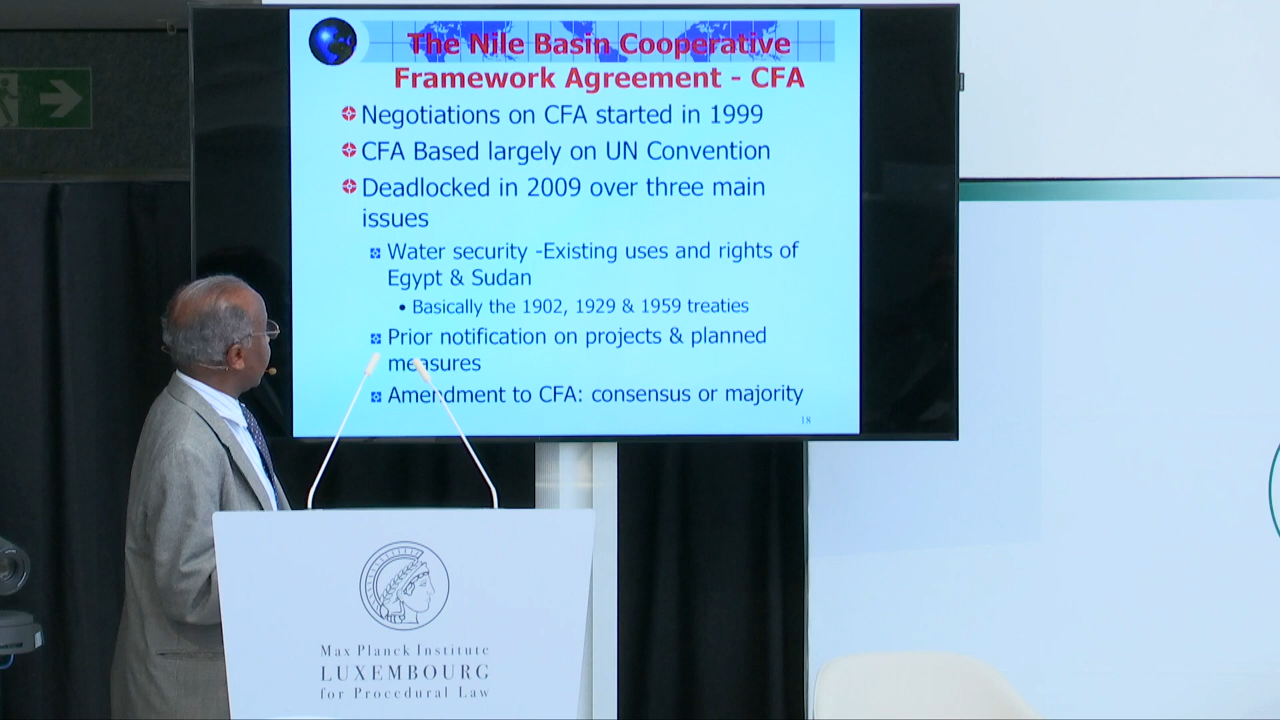 The Nile Basin Cooperative
Framework Agreement - CFA
Negotiations on CFA started in 1999
CFA Based largely on UN Convention
Deadlocked in 2009 over three main
issues
Water security -Existing uses and rights of
Egypt & Sudan
• Basically the 1902, 1929 & 1959 treaties
Prior notification on projects & planned
measures
Amendment to CFA: consensus or majority
18
Max Planck Institute
LUXEMBOURG
for Procedural Law